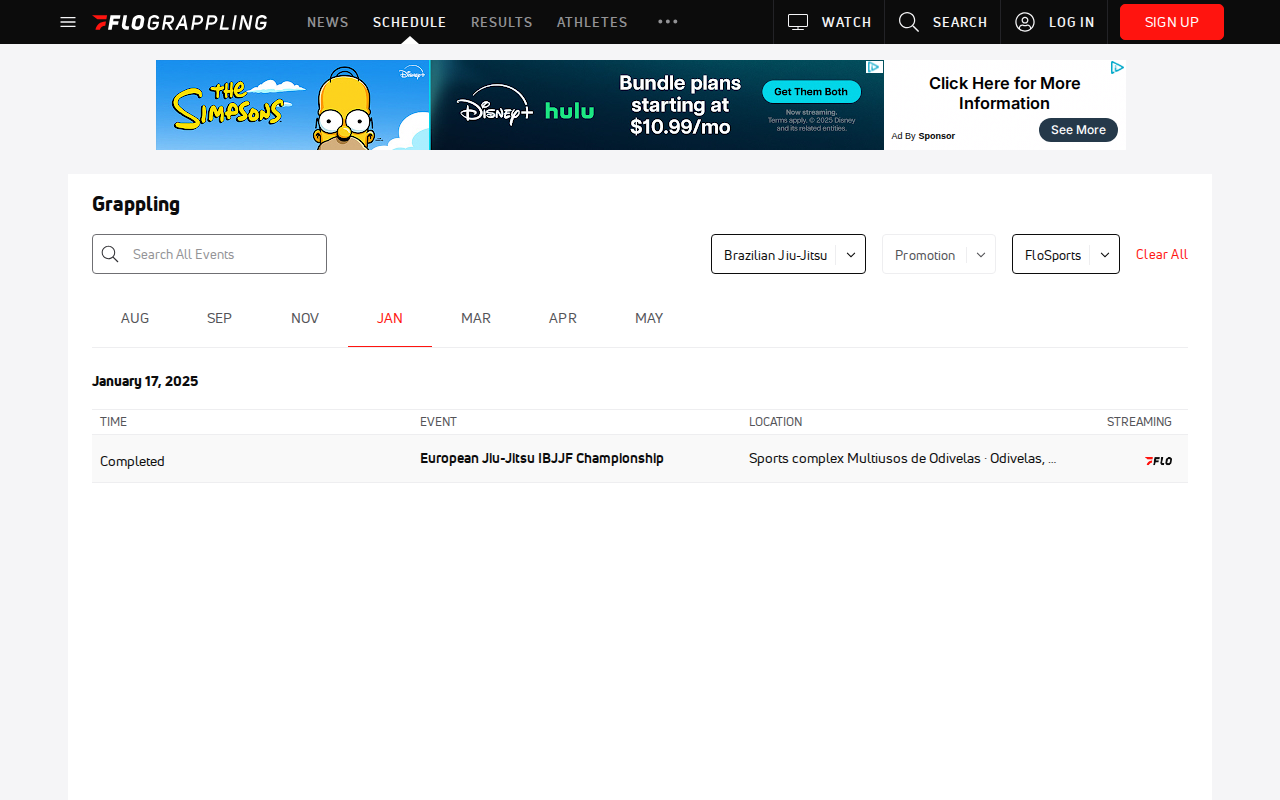 FLOGRAPPLING NEWS SCHEDULE RESULTS ATHLETES WATCH SEARCH LOG IN SIGN UP
THE SIMPSONS
Disney+
Disney+ hulu
Bundle plans
starting at
$10.99/mo
Get Them Both
Now streaming.
Terms apply. © 2025 Disney
and its related entities.
Click Here for More
Information
Ad By Sponsor
See More
Grappling
Search All Events
Brazilian Jiu-Jitsu Promotion FloSports Clear All
AUG SEP NOV JAN MAR APR MAY
January 17, 2025
TIME EVENT LOCATION STREAMING
Completed European Jiu-Jitsu IBJJF Championship Sports complex Multiusos de Odivelas · Odivelas, ... FLO